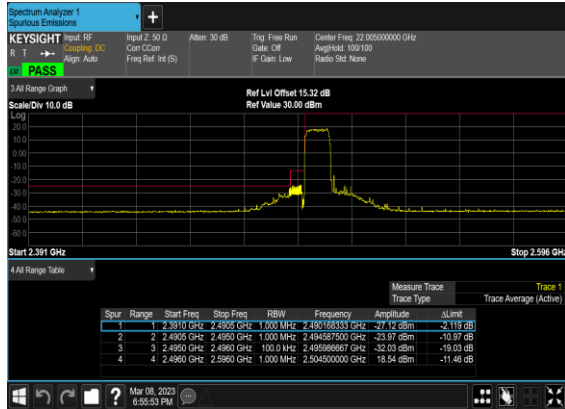 Spectrum Analyzer 1
Spurious Emissions
+
KEYSIGHT Input: RF Input Z: 50 Ω Atten: 30 dB Trig: Free Run Center Freq: 22.005000000 GHz
R T Coupling: DC Corr CCorr Gate: Off Avg|Hold: 100/100
Align: Auto Freq Ref: Int (S) IF Gain: Low Radio Std: None
PASS
3 All Range Graph
Ref Lvl Offset 15.32 dB
Scale/Div 10.0 dB Ref Value 30.00 dBm
Log
20.0
10.0
0.00
-10.0
-20.0
-30.0
-40.0
-50.0
-60.0
Start 2.391 GHz Stop 2.596 GHz
4 All Range Table
Measure Trace Trace 1
Trace Type Trace Average (Active)
Spur Range Start Freq Stop Freq RBW Frequency Amplitude ΔLimit
1 1 2.3910 GHz 2.4905 GHz 1.000 MHz 2.490168333 GHz -27.12 dBm -2.119 dB
2 2 2.4905 GHz 2.4950 GHz 1.000 MHz 2.494587500 GHz -23.97 dBm -10.97 dB
3 3 2.4950 GHz 2.4960 GHz 100.0 kHz 2.495986667 GHz -32.03 dBm -19.03 dB
4 4 2.4960 GHz 2.5960 GHz 1.000 MHz 2.504500000 GHz 18.54 dBm -11.46 dB
? Mar 08, 2023
6:55:53 PM